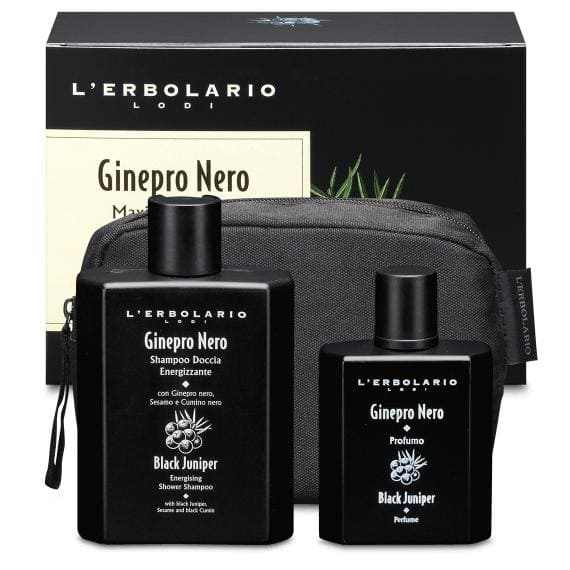 L'ERBOLARIO
LODI
Ginepro Nero
L'ERBOLARIO
L'ERBOLARIO
LODI
Ginepro Nero
Shampoo Doccia
Energizzante
con Ginepro nero,
Sesamo e Cumino nero
Black Juniper
Energising
Shower Shampoo
with black Juniper,
Sesame and black Cumin
L'ERBOLARIO
LODI
Ginepro Nero
Profumo
Black Juniper
Perfume